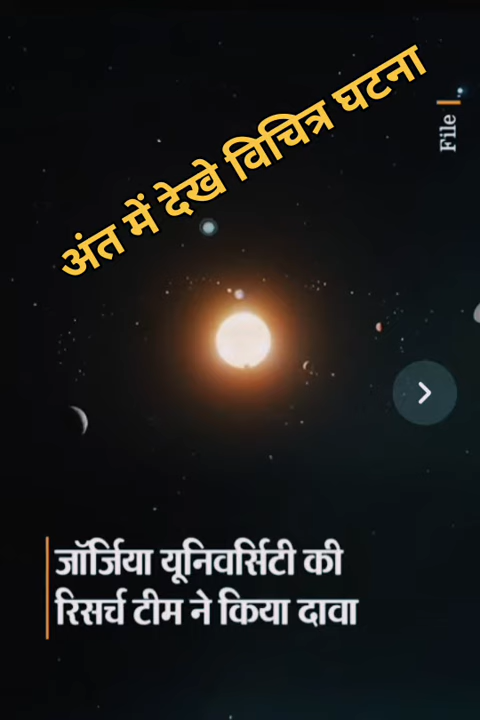 अंत में देखे विचित्र घटना
File
जॉर्जिया यूनिवर्सिटी की
रिसर्च टीम ने किया दावा